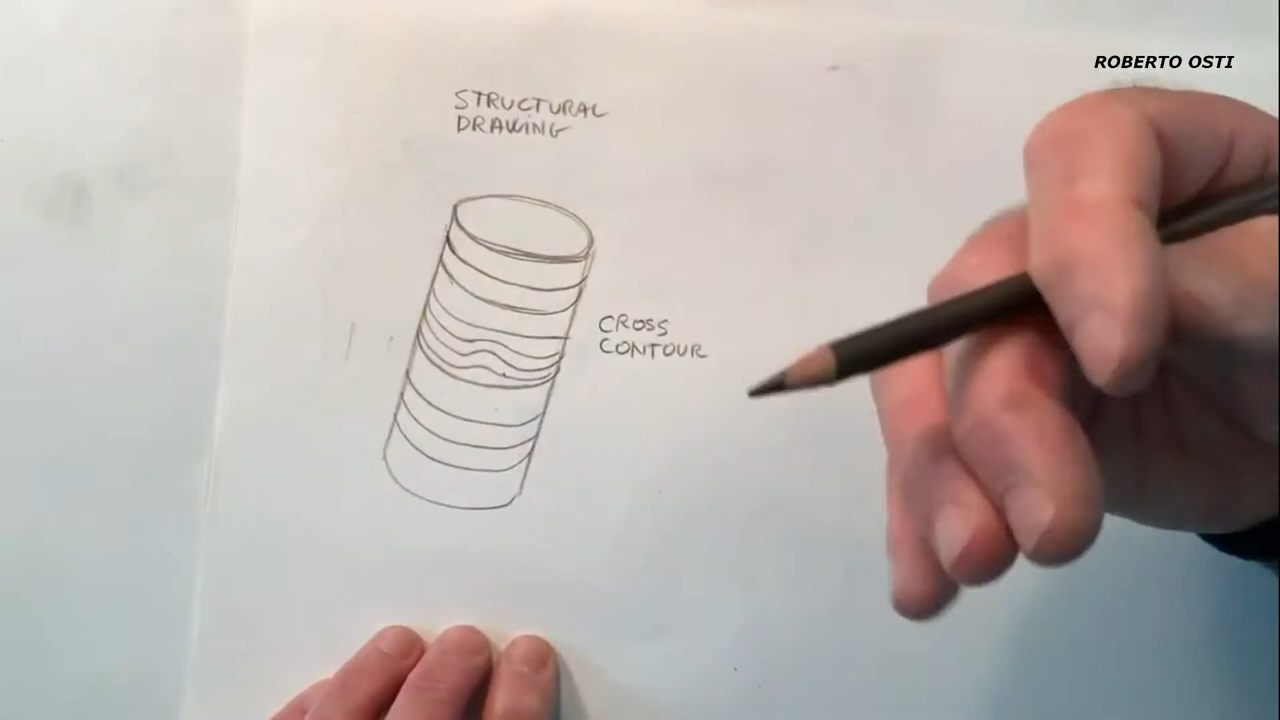 ROBERTO OSTI
STRUCTURAL
DRAWING
CROSS
CONTOUR